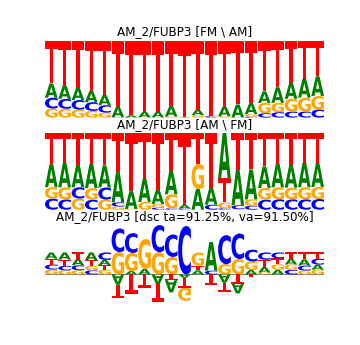 AM_2/FUBP3 [FM \ AM]
AM_2/FUBP3 [AM \ FM]
AM_2/FUBP3 [dsc ta=91.25%, va=91.50%]